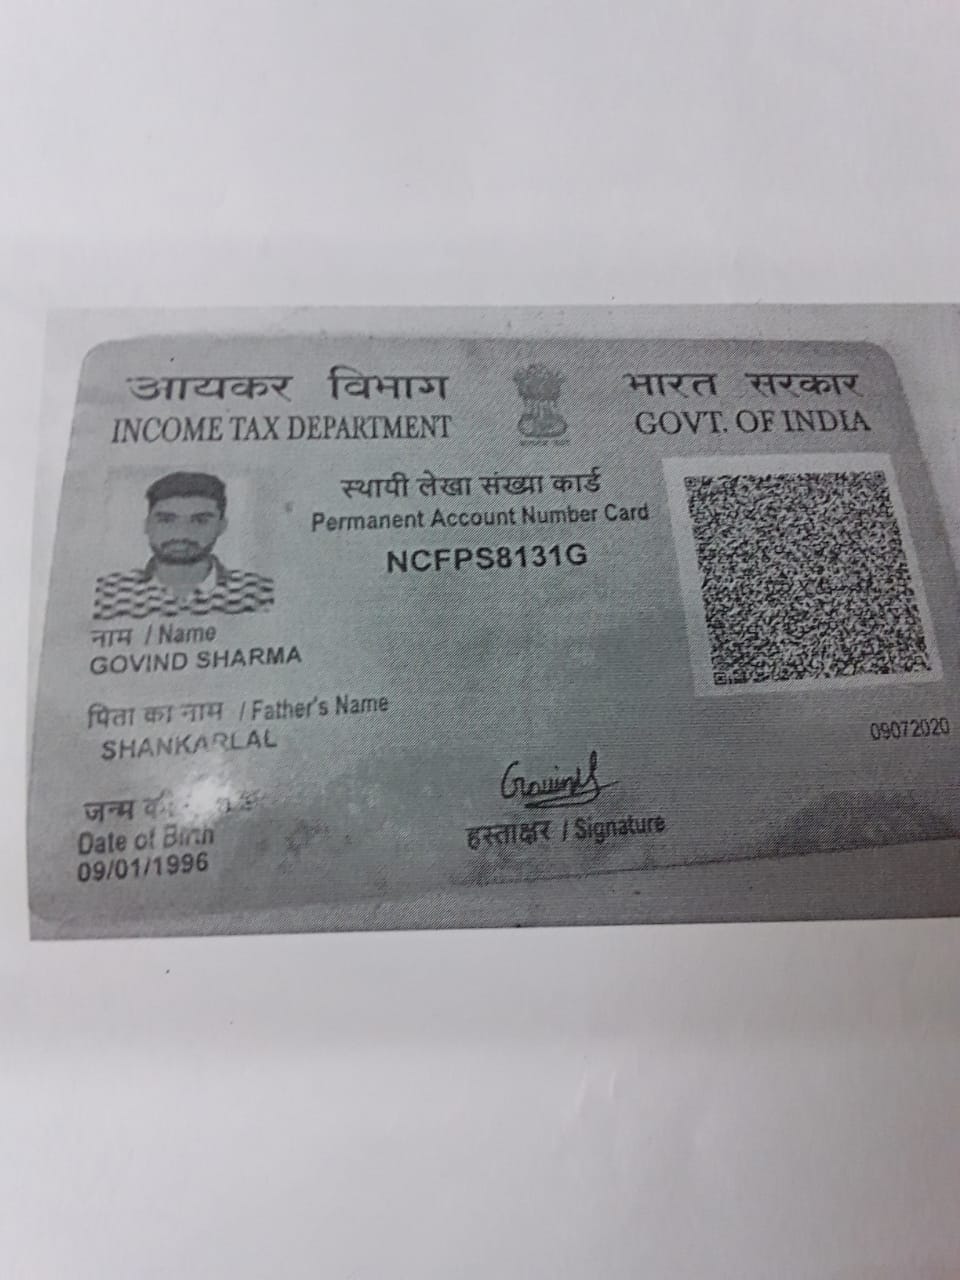 आयकर विभाग
INCOME TAX DEPARTMENT
भारत सरकार
GOVT. OF INDIA
स्थायी लेखा संख्या कार्ड
Permanent Account Number Card
NCFPS8131G
नाम / Name
GOVIND SHARMA
पिता का नाम / Father's Name
SHANKARLAL
09072020
जन्म की
Date of Birth
09/01/1996
हस्ताक्षर / Signature